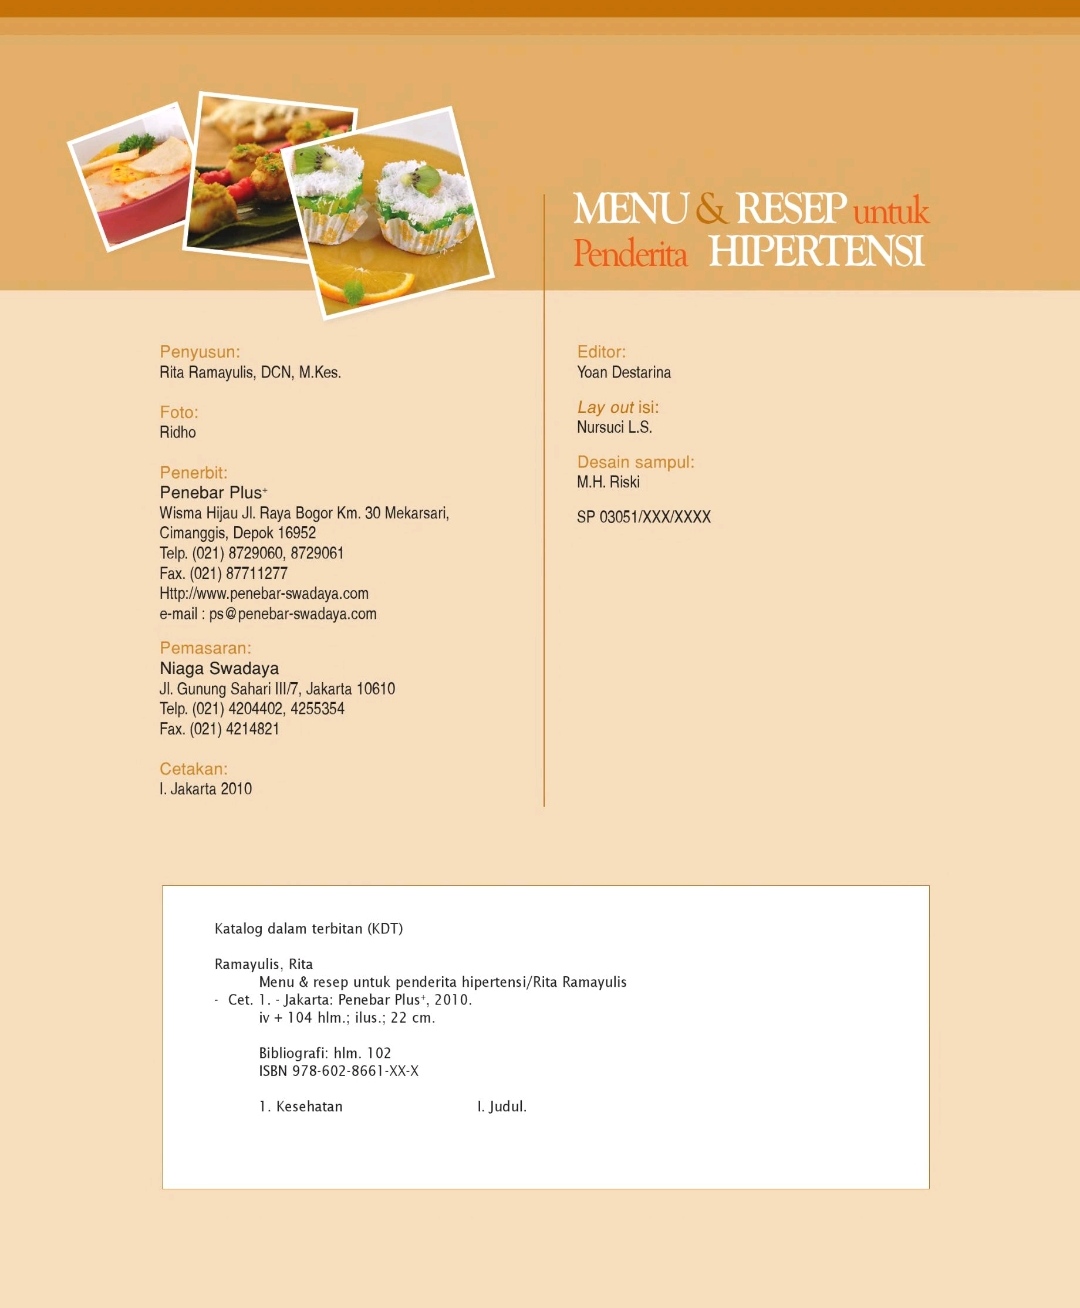 MENU & RESEP untuk
Penderita HIPERTENSI
Penyusun:
Rita Ramayulis, DCN, M.Kes.
Foto:
Ridho
Penerbit:
Penebar Plus⁺
Wisma Hijau Jl. Raya Bogor Km. 30 Mekarsari,
Cimanggis, Depok 16952
Telp. (021) 8729060, 8729061
Fax. (021) 87711277
Http://www.penebar-swadaya.com
e-mail : ps@penebar-swadaya.com
Pemasaran:
Niaga Swadaya
Jl. Gunung Sahari III/7, Jakarta 10610
Telp. (021) 4204402, 4255354
Fax. (021) 4214821
Cetakan:
I. Jakarta 2010
Editor:
Yoan Destarina
Lay out isi:
Nursuci L.S.
Desain sampul:
M.H. Riski
SP 03051/XXX/XXXX
Katalog dalam terbitan (KDT)
Ramayulis, Rita
Menu & resep untuk penderita hipertensi/Rita Ramayulis
- Cet. 1. - Jakarta: Penebar Plus⁺, 2010.
iv + 104 hlm.; ilus.; 22 cm.
Bibliografi: hlm. 102
ISBN 978-602-8661-XX-X
1. Kesehatan I. Judul.